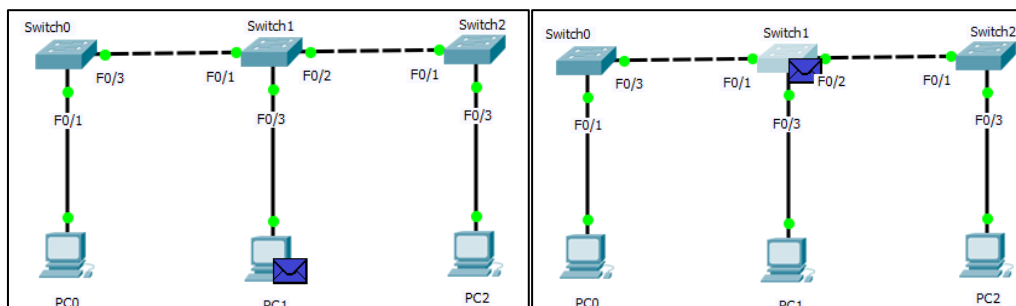 Switch0
Switch1
Switch2
F0/3
F0/1
F0/2
F0/1
F0/1
F0/3
F0/3
PC0
PC1
PC2
Switch0
Switch1
Switch2
F0/3
F0/1
F0/2
F0/1
F0/1
F0/3
F0/3
PC0
PC1
PC2